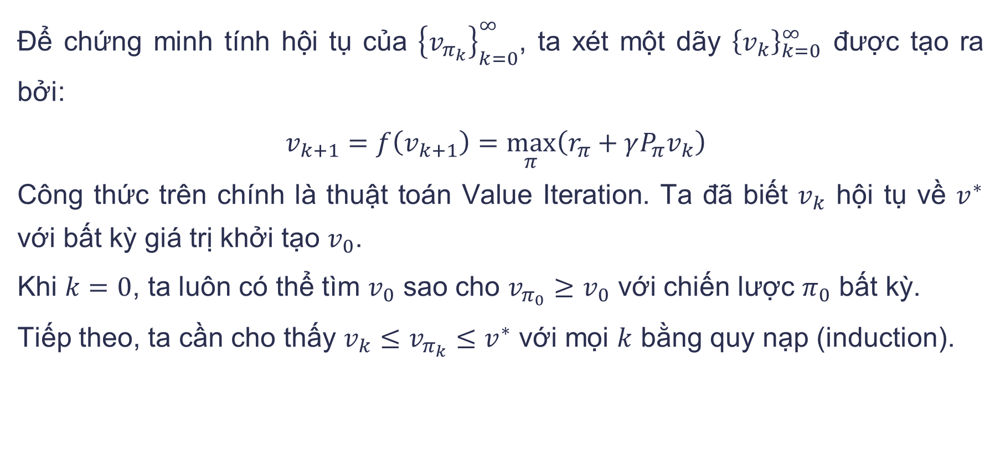 Để chứng minh tính hội tụ của $\{v_{\pi_k}\}_{k=0}^{\infty}$, ta xét một dãy $\{v_k\}_{k=0}^{\infty}$ được tạo ra
bởi:
$v_{k+1} = f(v_{k+1}) = \max_{\pi}(r_{\pi} + \gamma P_{\pi} v_k)$
Công thức trên chính là thuật toán Value Iteration. Ta đã biết $v_k$ hội tụ về $v^*$
với bất kỳ giá trị khởi tạo $v_0$.
Khi $k = 0$, ta luôn có thể tìm $v_0$ sao cho $v_{\pi_0} \geq v_0$ với chiến lược $\pi_0$ bất kỳ.
Tiếp theo, ta cần cho thấy $v_k \leq v_{\pi_k} \leq v^*$ với mọi $k$ bằng quy nạp (induction).